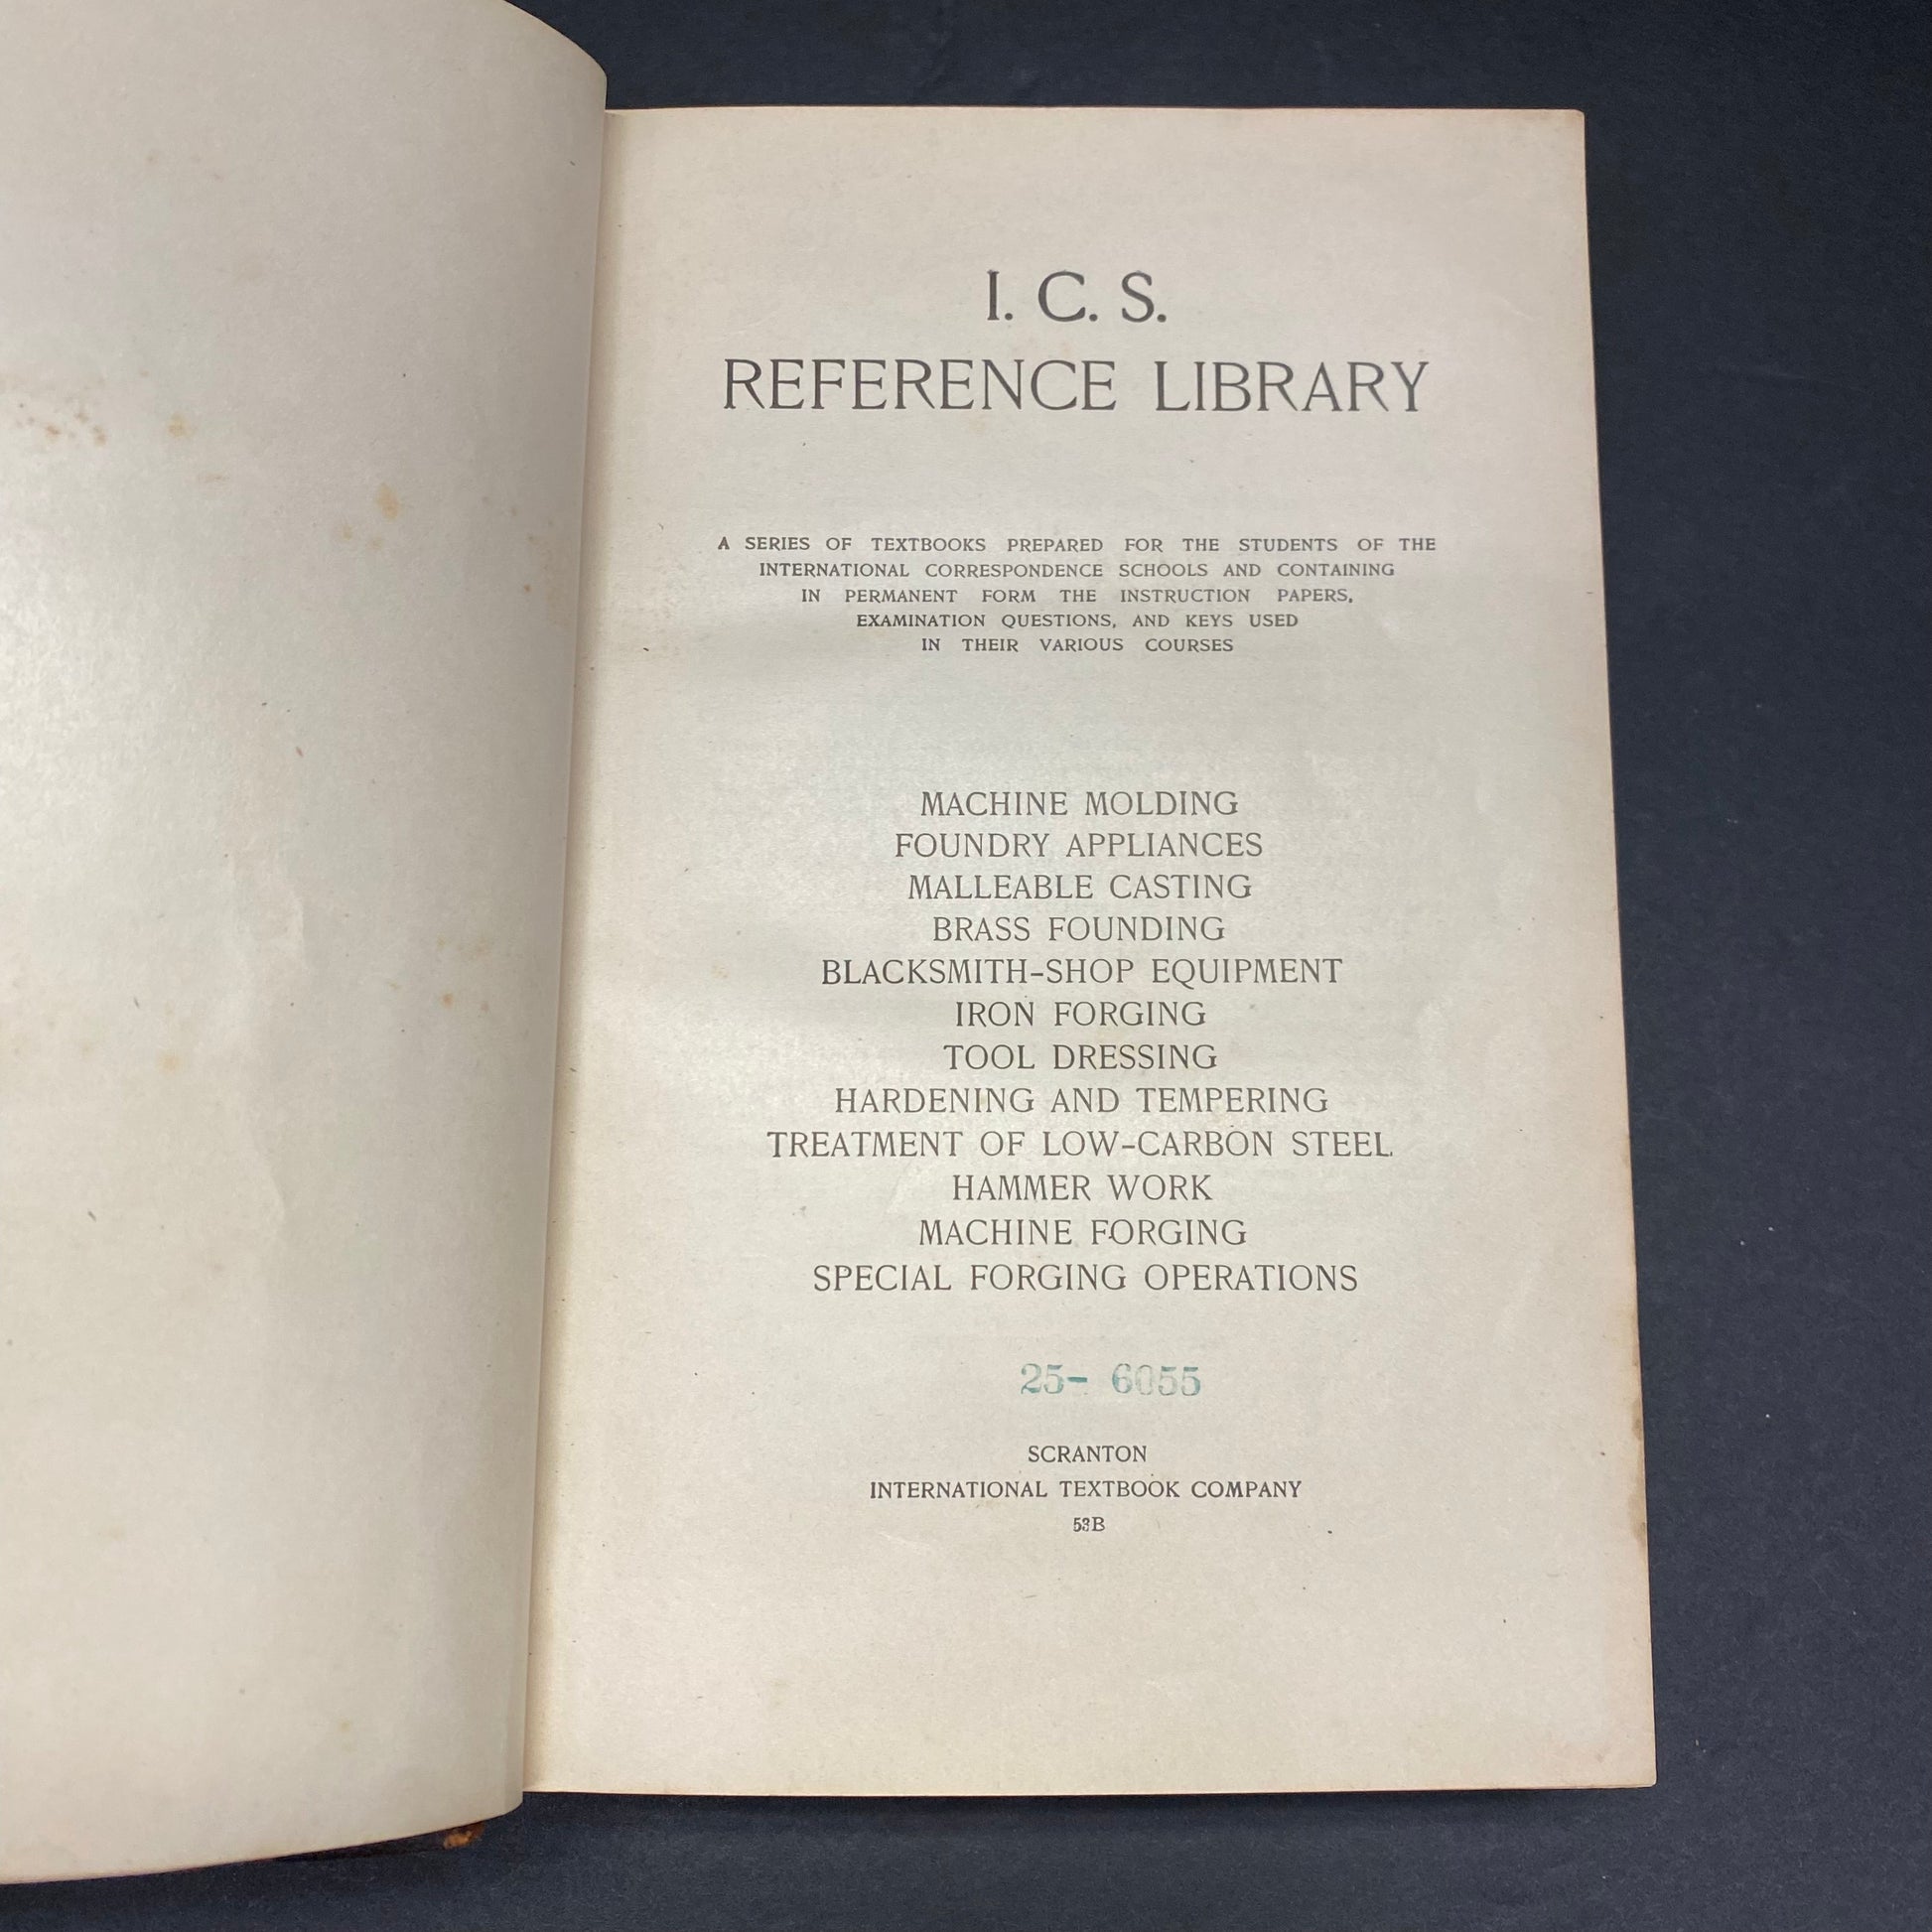 I. C. S.
REFERENCE LIBRARY
A SERIES OF TEXTBOOKS PREPARED FOR THE STUDENTS OF THE
INTERNATIONAL CORRESPONDENCE SCHOOLS AND CONTAINING
IN PERMANENT FORM THE INSTRUCTION PAPERS,
EXAMINATION QUESTIONS, AND KEYS USED
IN THEIR VARIOUS COURSES
MACHINE MOLDING
FOUNDRY APPLIANCES
MALLEABLE CASTING
BRASS FOUNDING
BLACKSMITH-SHOP EQUIPMENT
IRON FORGING
TOOL DRESSING
HARDENING AND TEMPERING
TREATMENT OF LOW-CARBON STEEL
HAMMER WORK
MACHINE FORGING
SPECIAL FORGING OPERATIONS
25- 6055
SCRANTON
INTERNATIONAL TEXTBOOK COMPANY
53B